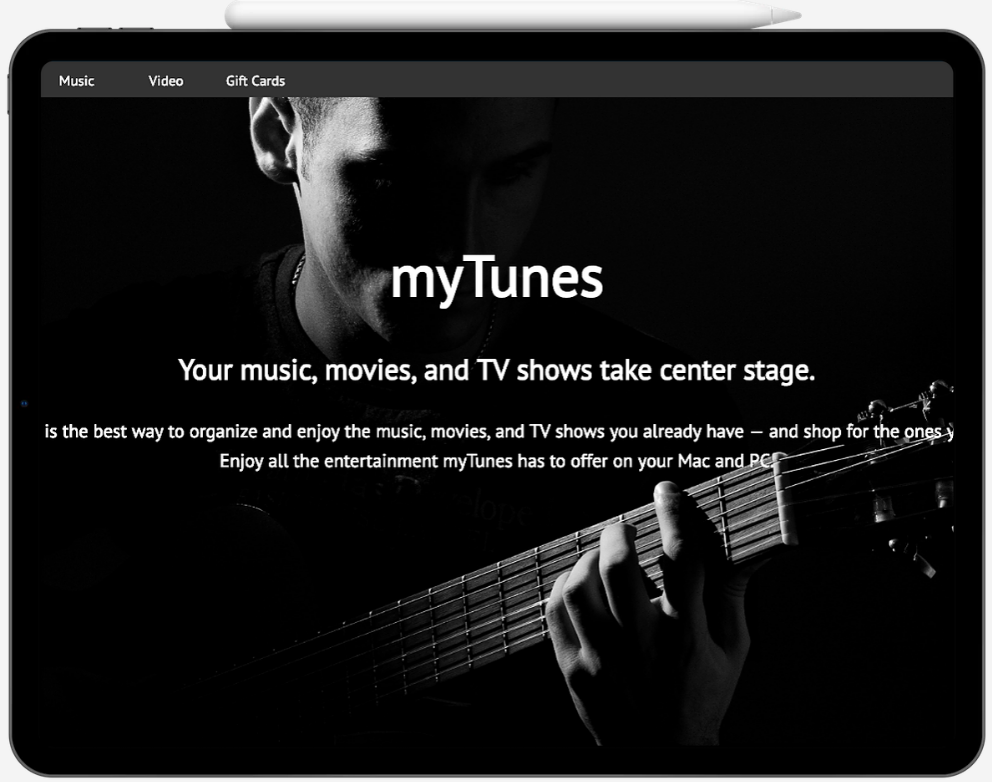 Music Video Gift Cards
myTunes
Your music, movies, and TV shows take center stage.
is the best way to organize and enjoy the music, movies, and TV shows you already have — and shop for the ones
Enjoy all the entertainment myTunes has to offer on your Mac and PC.